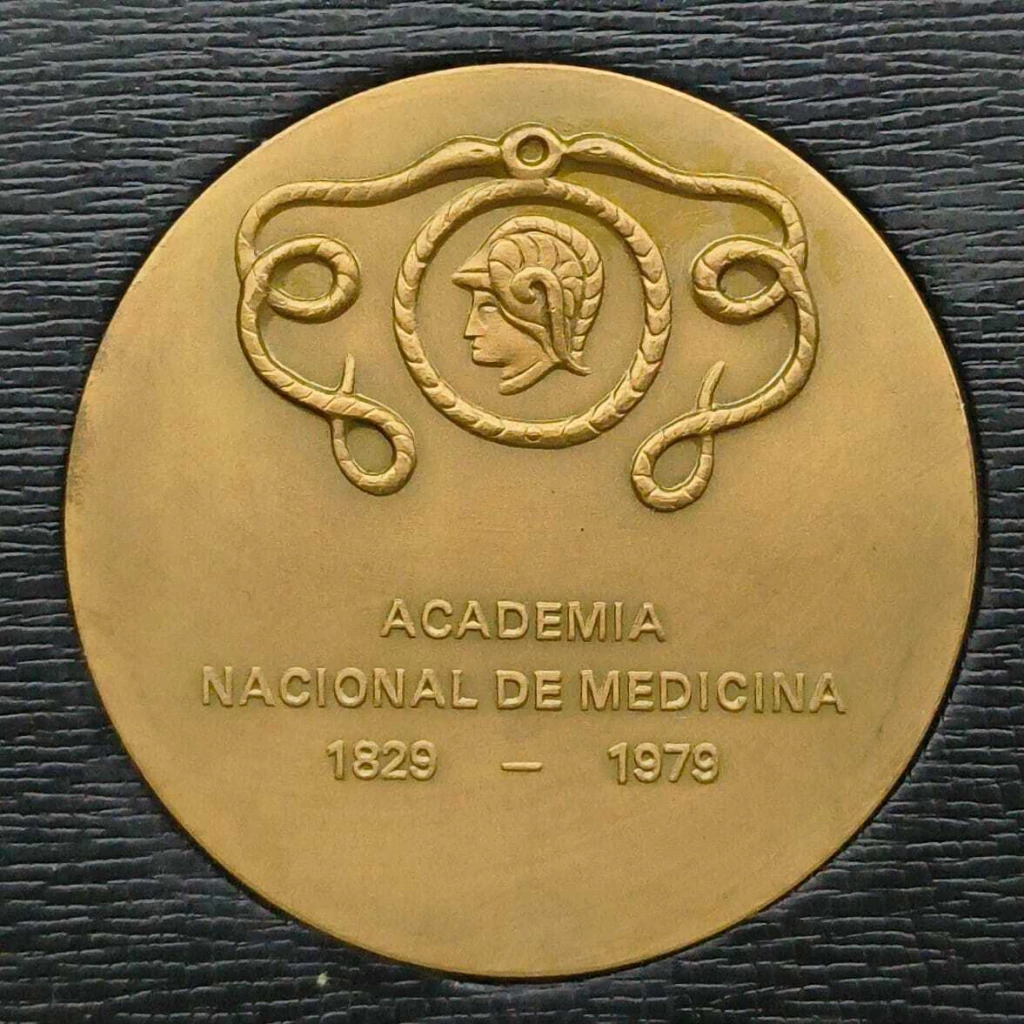 ACADEMIA
NACIONAL DE MEDICINA
1829 – 1979